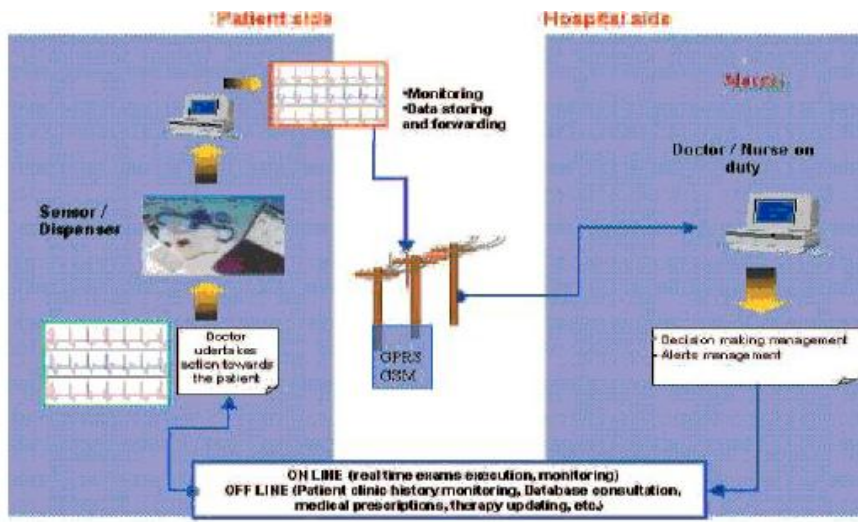 Patient side
Hospital side
•Monitoring
•Data storing
and forwarding
Doctor / Nurse on
duty
Sensor /
Dispenser
Doctor
udertakes
action towards
the patient
GPRS
GSM
Decision making management
Alerts management
ON LINE (real time exams execution, monitoring)
OFF LINE (Patient clinic history monitoring, Database consultation,
medical prescriptions, therapy updating, etc.)